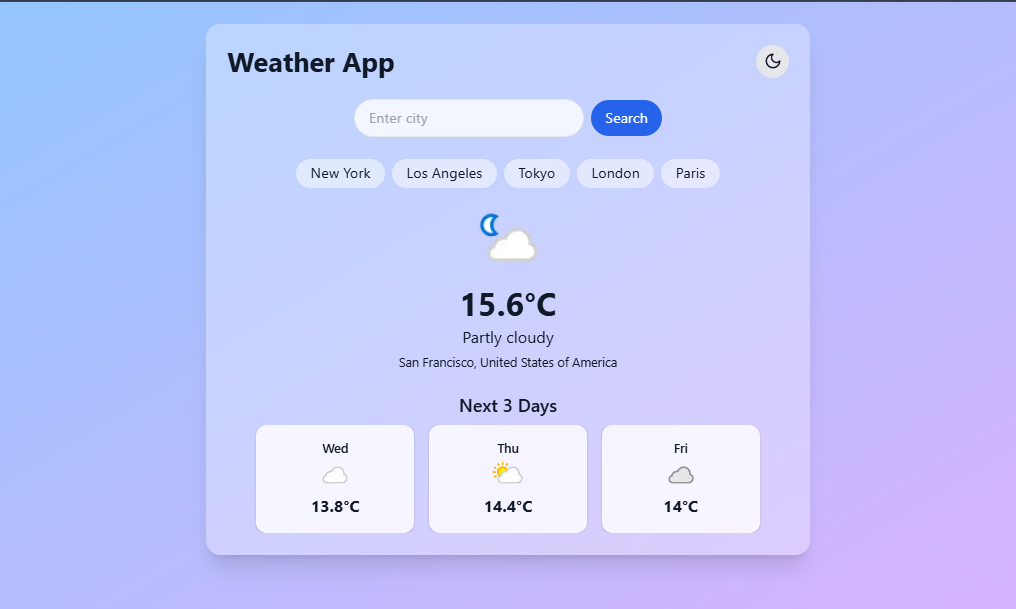 Weather App
Enter city
Search
New York Los Angeles Tokyo London Paris
15.6°C
Partly cloudy
San Francisco, United States of America
Next 3 Days
Wed
13.8°C
Thu
14.4°C
Fri
14°C